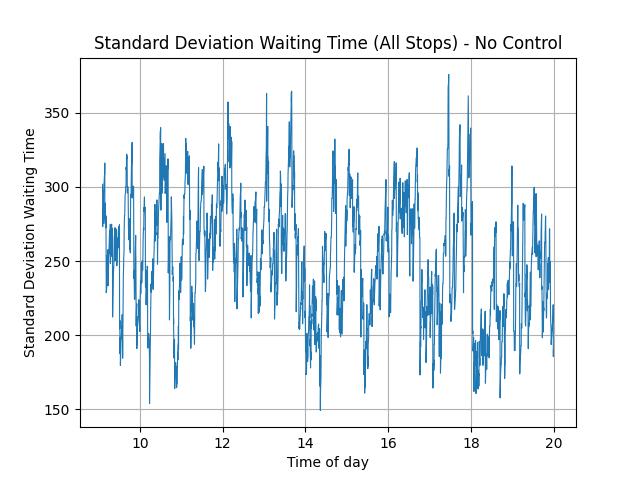 Standard Deviation Waiting Time (All Stops) - No Control
Standard Deviation Waiting Time
350
300
250
200
150
10 12 14 16 18 20
Time of day